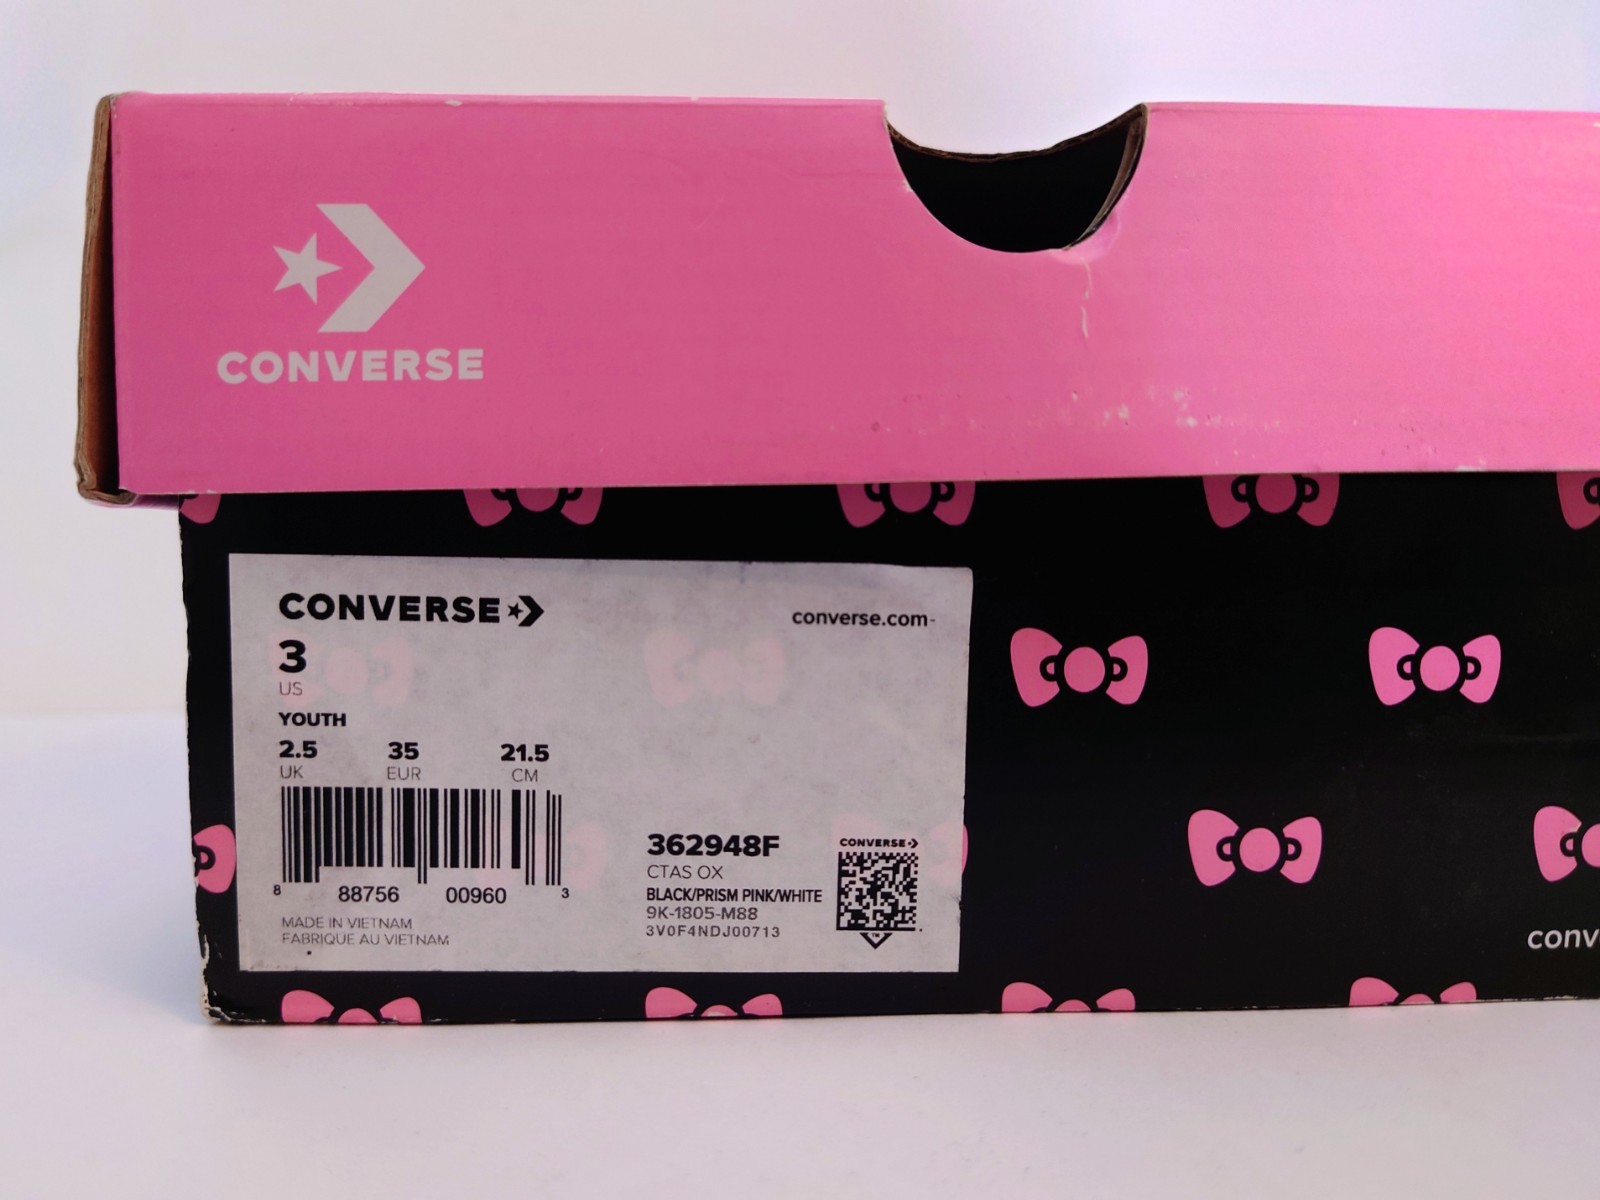 CONVERSE
CONVERSE
converse.com
3
US
YOUTH
2.5 35 21.5
UK EUR CM
8 88756 00960 3
MADE IN VIETNAM
FABRIQUE AU VIETNAM
362948F
CTAS OX
BLACK/PRISM PINK/WHITE
9K-1805-M88
3V0F4NDJ00713
CONVERSE
TM
conv